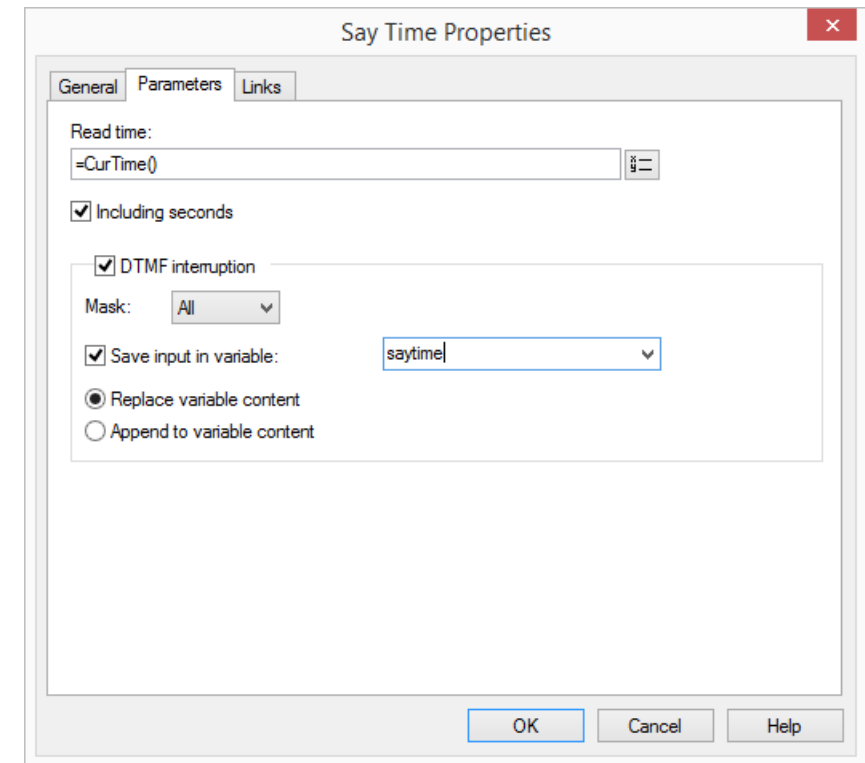 Say Time Properties
General Parameters Links
Read time:
=CurTime()
Including seconds
DTMF interruption
Mask: All
Save input in variable: saytime
Replace variable content
Append to variable content
OK Cancel Help